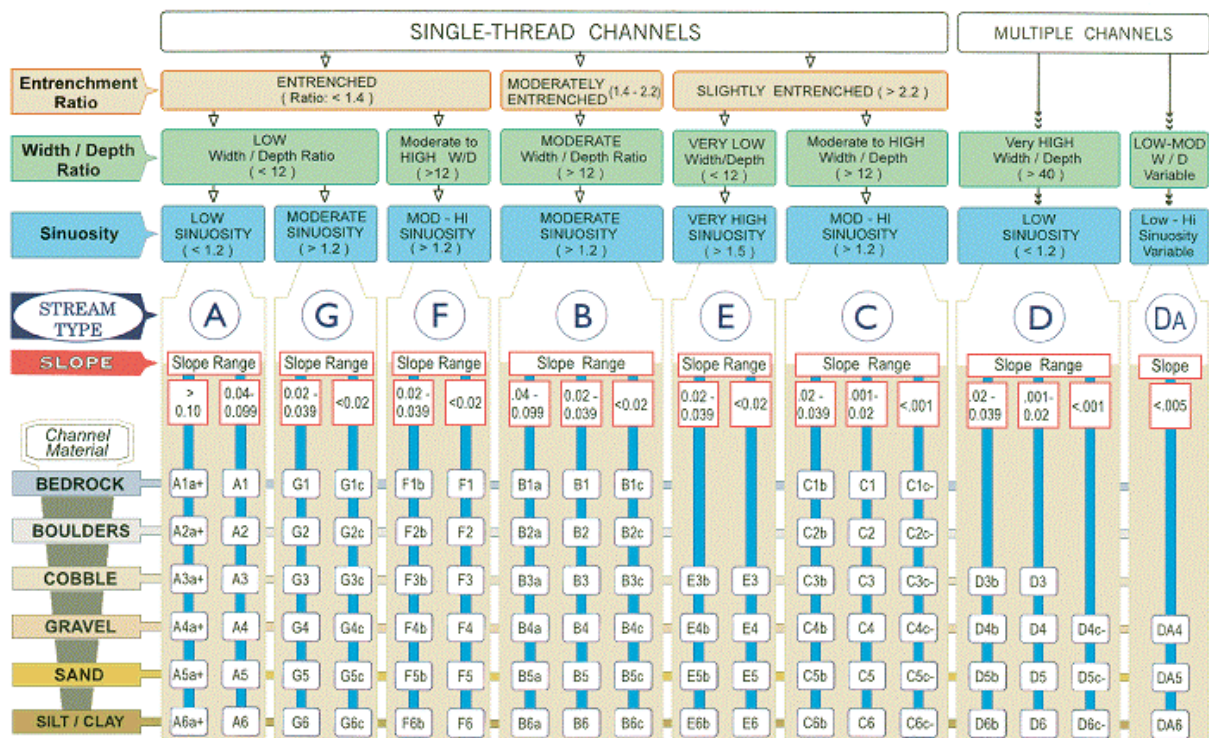 SINGLE-THREAD CHANNELS
MULTIPLE CHANNELS
Entrenchment
Ratio
ENTRENCHED
( Ratio: < 1.4 )
MODERATELY
ENTRENCHED (1.4 - 2.2)
SLIGHTLY ENTRENCHED ( > 2.2 )
Width / Depth
Ratio
LOW
Width / Depth Ratio
( < 12 )
Moderate to
HIGH W/D
( >12 )
MODERATE
Width / Depth Ratio
( > 12 )
VERY LOW
Width/Depth
( < 12 )
Moderate to HIGH
Width / Depth
( > 12 )
Very HIGH
Width / Depth
( > 40 )
LOW-MOD
W / D
Variable
Sinuosity
LOW
SINUOSITY
( < 1.2 )
MODERATE
SINUOSITY
( > 1.2 )
MOD - HI
SINUOSITY
( > 1.2 )
MODERATE
SINUOSITY
( > 1.2 )
VERY HIGH
SINUOSITY
( > 1.5 )
MOD - HI
SINUOSITY
( > 1.2 )
LOW
SINUOSITY
( < 1.2 )
Low - Hi
Sinuosity
Variable
STREAM
TYPE
A G F B E C D DA
SLOPE
Slope Range Slope Range Slope Range Slope Range Slope Range Slope Range Slope Range Slope
>
0.10
0.04-
0.099
0.02 -
0.039
<0.02
0.02 -
0.039
<0.02
.04 -
0.099
0.02 -
0.039
<0.02
0.02 -
0.039
<0.02
.02 -
0.039
.001-
0.02
<.001
.02 -
0.039
.001-
0.02
<.001
<.005
Channel
Material
BEDROCK A1a+ A1 G1 G1c F1b F1 B1a B1 B1c C1b C1 C1c-
BOULDERS A2a+ A2 G2 G2c F2b F2 B2a B2 B2c C2b C2 C2c-
COBBLE A3a+ A3 G3 G3c F3b F3 B3a B3 B3c E3b E3 C3b C3 C3c- D3b D3
GRAVEL A4a+ A4 G4 G4c F4b F4 B4a B4 B4c E4b E4 C4b C4 C4c- D4b D4 D4c- DA4
SAND A5a+ A5 G5 G5c F5b F5 B5a B5 B5c E5b E5 C5b C5 C5c- D5b D5 D5c- DA5
SILT / CLAY A6a+ A6 G6 G6c F6b F6 B6a B6 B6c E6b E6 C6b C6 C6c- D6b D6 D6c- DA6